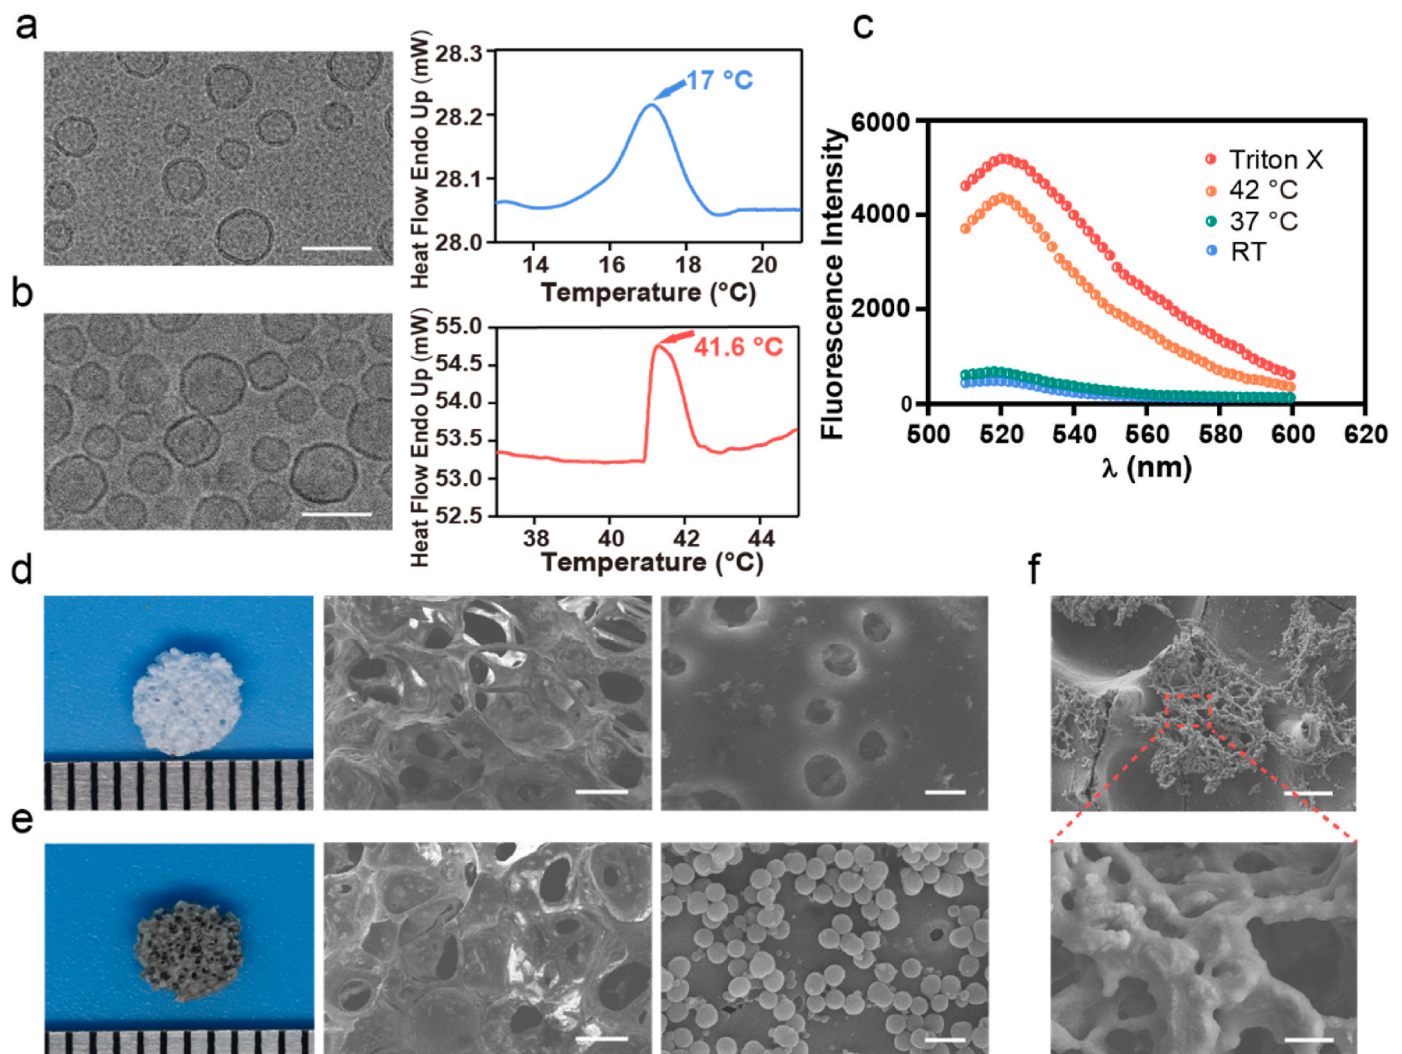 a
Heat Flow Endo Up (mW)
28.3
28.2
28.1
28.0
17 °C
14 16 18 20
Temperature (°C)
b
Heat Flow Endo Up (mW)
55.0
54.5
54.0
53.5
53.0
52.5
41.6 °C
38 40 42 44
Temperature (°C)
c
Fluorescence Intensity
6000
4000
2000
0
Triton X
42 °C
37 °C
RT
500 520 540 560 580 600 620
λ (nm)
d
e
f